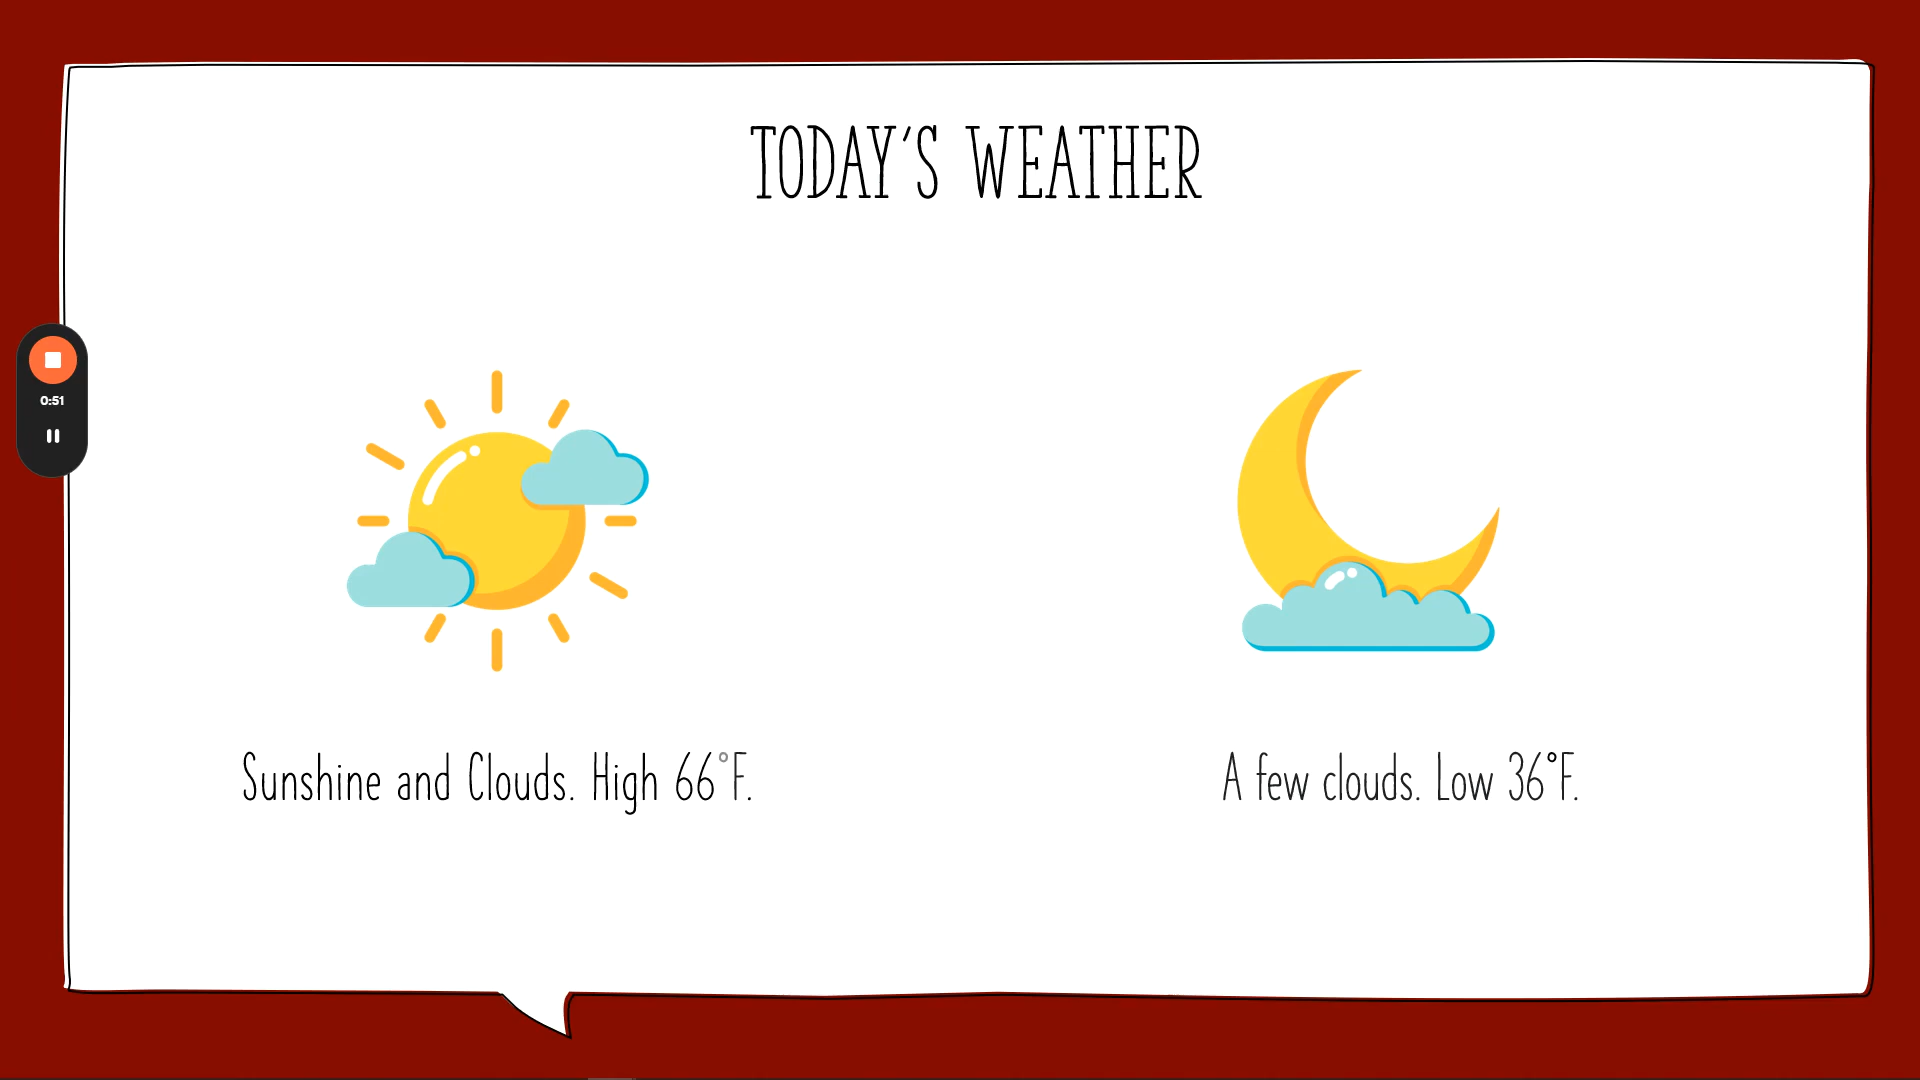 TODAY'S WEATHER
0:51
Sunshine and Clouds. High 66°F.
A few clouds. Low 36°F.